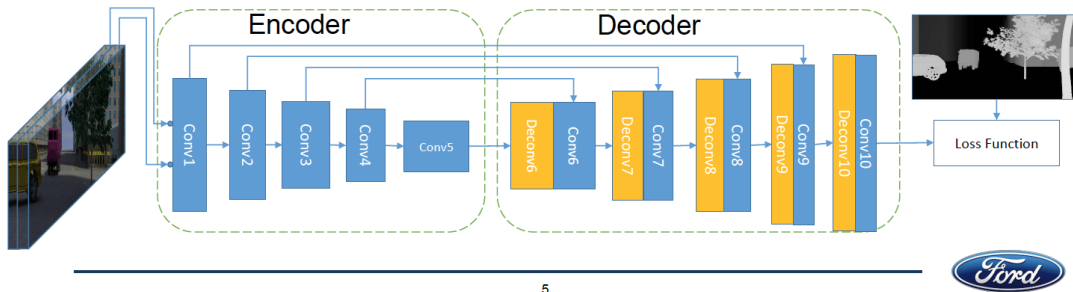 Encoder
Decoder
Conv1
Conv2
Conv3
Conv4
Conv5
Deconv6
Conv6
Deconv7
Conv7
Deconv8
Conv8
Deconv9
Conv9
Deconv10
Conv10
Loss Function
5
Ford